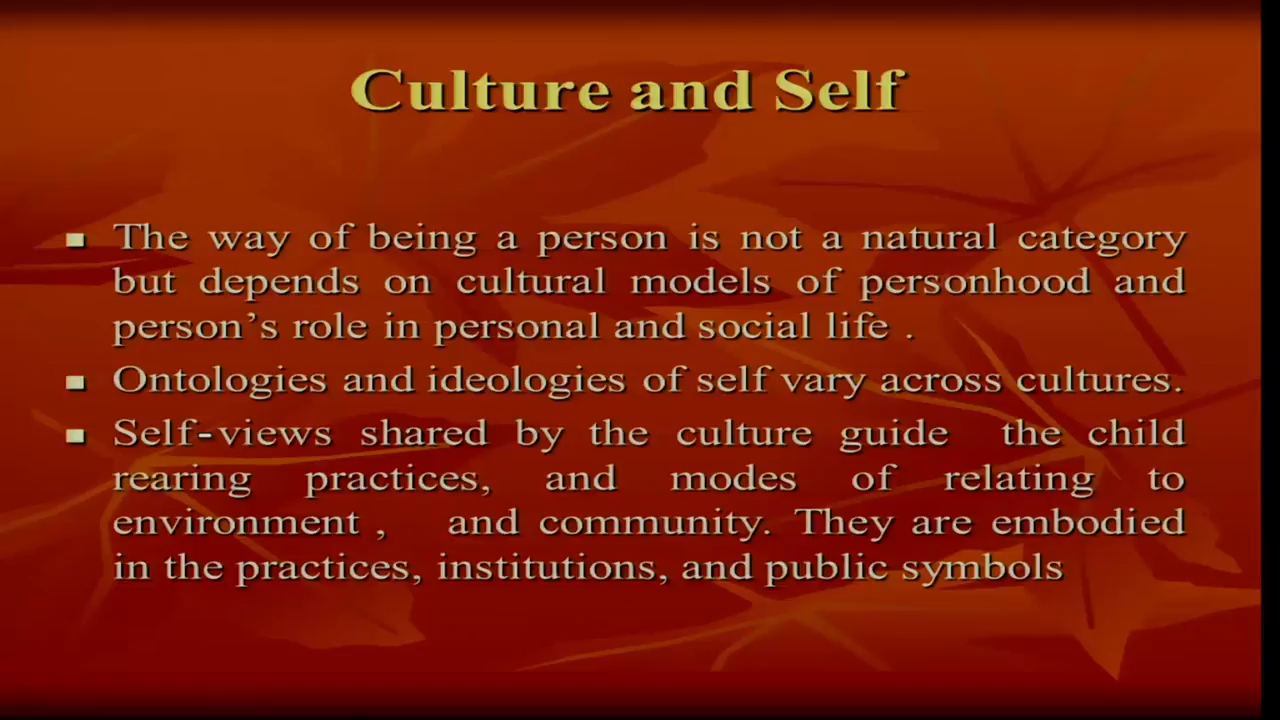 Culture and Self
The way of being a person is not a natural category
but depends on cultural models of personhood and
person's role in personal and social life .
Ontologies and ideologies of self vary across cultures.
Self-views shared by the culture guide the child
rearing practices, and modes of relating to
environment , and community. They are embodied
in the practices, institutions, and public symbols